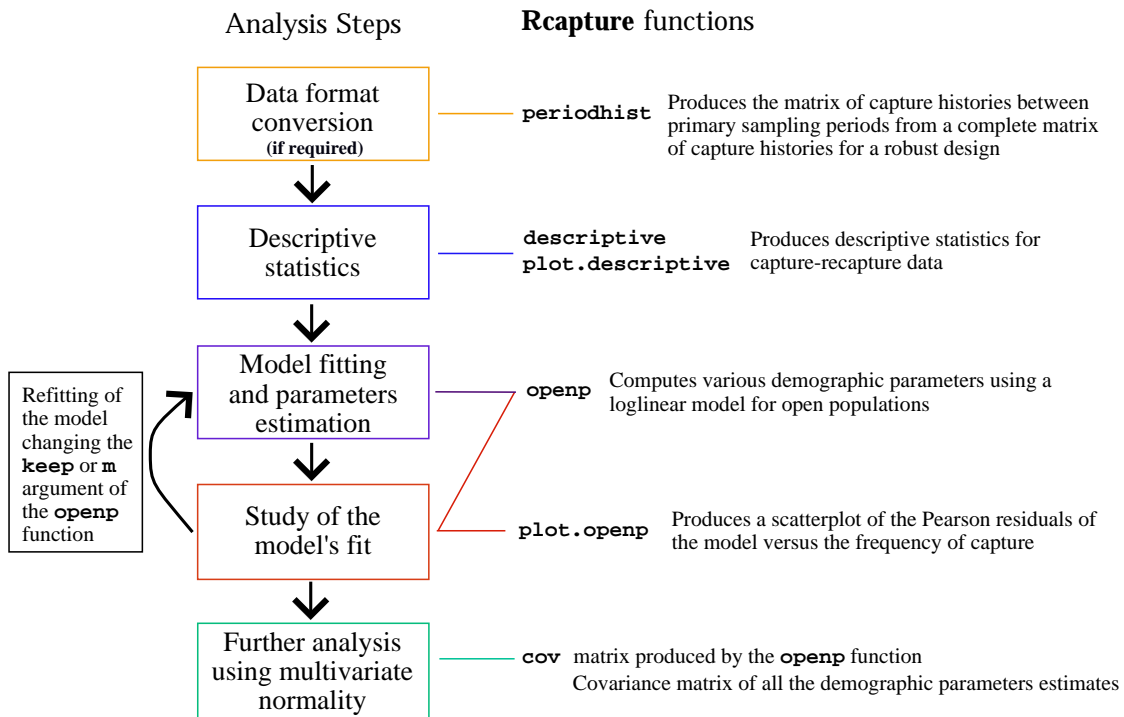 Analysis Steps
Rcapture functions
Data format
conversion
(if required)
periodhist
Produces the matrix of capture histories between
primary sampling periods from a complete matrix
of capture histories for a robust design
Descriptive
statistics
descriptive
plot.descriptive
Produces descriptive statistics for
capture-recapture data
Model fitting
and parameters
estimation
openp
Computes various demographic parameters using a
loglinear model for open populations
Refitting of
the model
changing the
keep or m
argument of
the openp
function
Study of the
model's fit
plot.openp
Produces a scatterplot of the Pearson residuals of
the model versus the frequency of capture
Further analysis
using multivariate
normality
cov matrix produced by the openp function
Covariance matrix of all the demographic parameters estimates